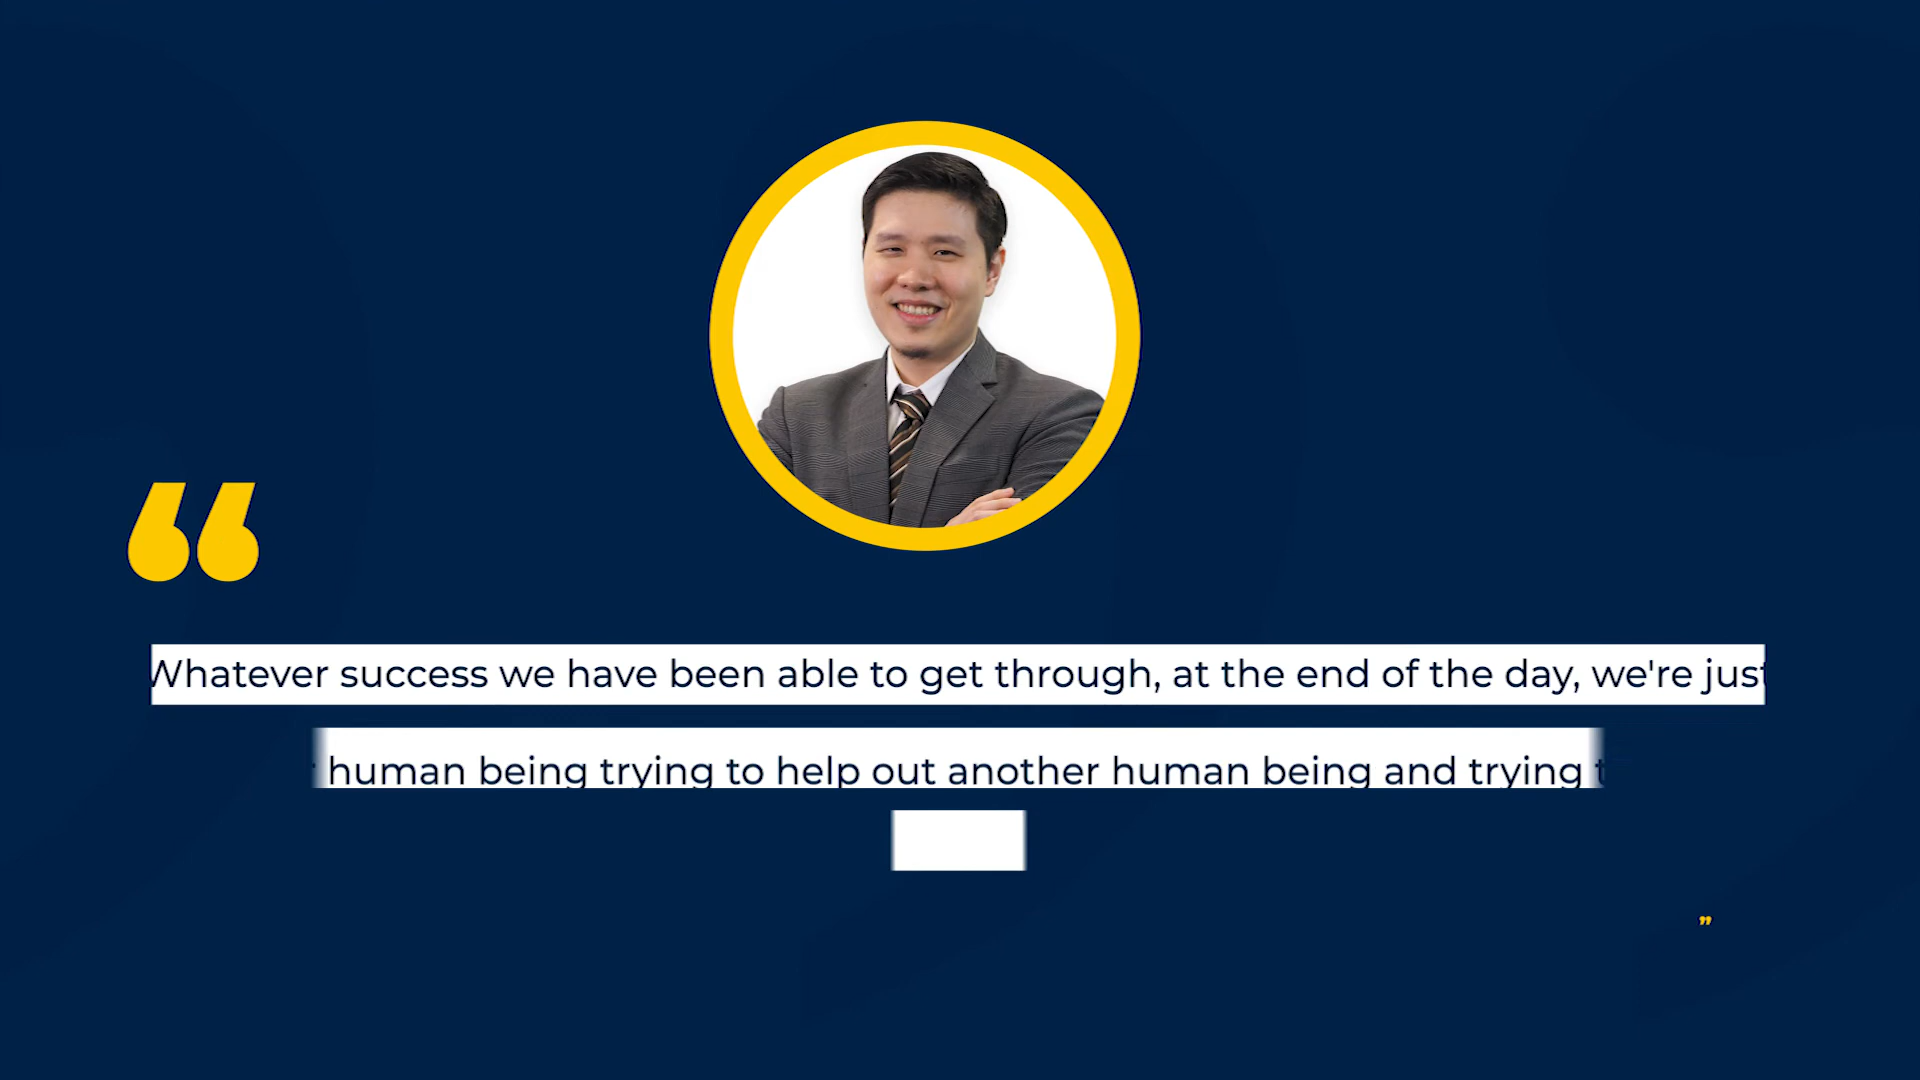 “
Whatever success we have been able to get through, at the end of the day, we're just
human being trying to help out another human being and trying
”